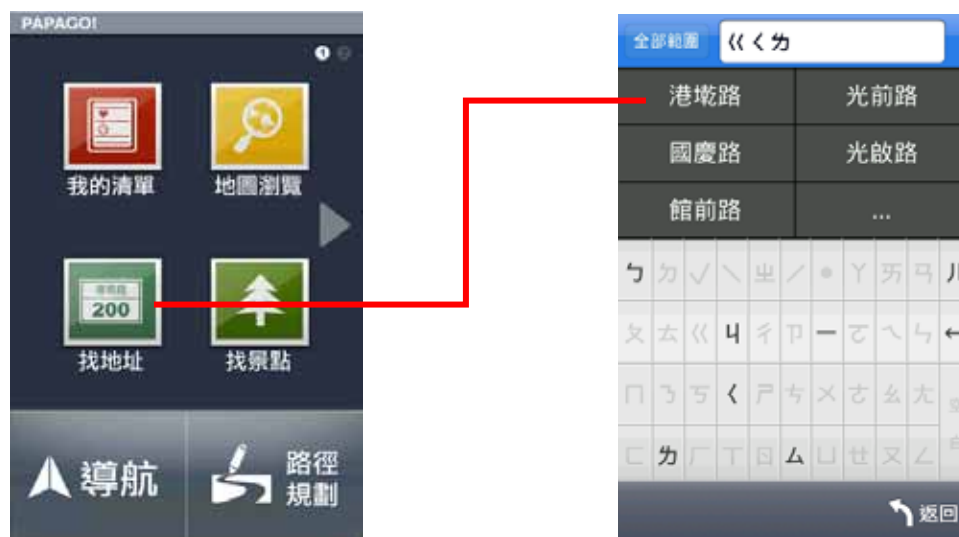 PAPAGO!
1 2
我的清單 地圖瀏覽
200
找地址 找景點
導航 路徑
規劃
全部範圍 ㄍㄑㄌ
港墘路 光前路
國慶路 光啟路
館前路 ...
ㄅ ㄉ ˇ ˋ ㄓ ˊ ˙ ㄚ ㄞ ㄢ ㄦ
ㄆ ㄊ ㄍ ㄐ ㄔ ㄗ ㄧ ㄛ ㄟ ㄣ ←
ㄇ ㄋ ㄎ ㄑ ㄕ ㄘ ㄨ ㄜ ㄠ ㄤ
ㄈ ㄌ ㄏ ㄒ ㄖ ㄙ ㄩ ㄝ ㄡ ㄥ
返回